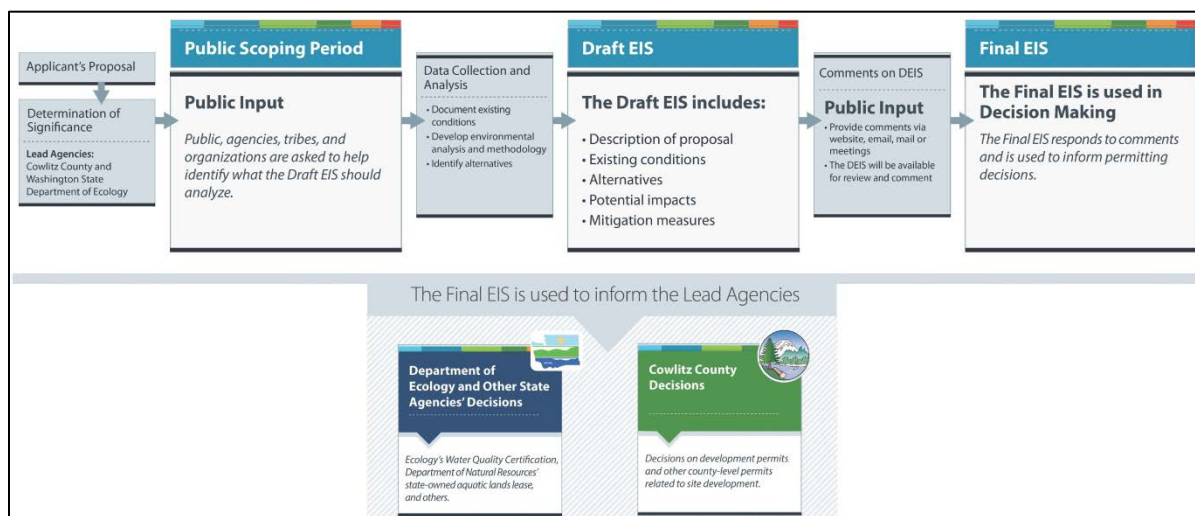 Applicant's Proposal
Determination of
Significance
Lead Agencies:
Cowlitz County and
Washington State
Department of Ecology
Public Scoping Period
Public Input
Public, agencies, tribes, and
organizations are asked to help
identify what the Draft EIS should
analyze.
Data Collection and
Analysis
• Document existing
conditions
• Develop environmental
analysis and methodology
• Identify alternatives
Draft EIS
The Draft EIS includes:
• Description of proposal
• Existing conditions
• Alternatives
• Potential impacts
• Mitigation measures
Comments on DEIS
Public Input
• Provide comments via
website, email, mail or
meetings
• The DEIS will be available
for review and comment
Final EIS
The Final EIS is used in
Decision Making
The Final EIS responds to comments
and is used to inform permitting
decisions.
The Final EIS is used to inform the Lead Agencies
Department of
Ecology and Other State
Agencies' Decisions
Ecology's Water Quality Certification,
Department of Natural Resources'
state-owned aquatic lands lease,
and others.
Cowlitz County
Decisions
Decisions on development permits
and other county-level permits
related to site development.